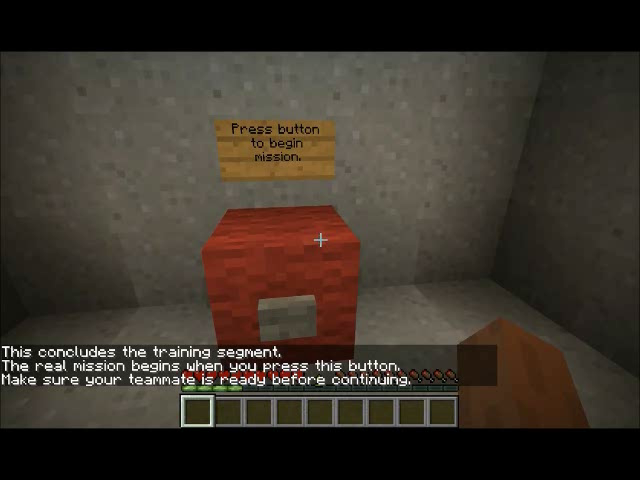 Press button
to begin
mission.
This concludes the training segment.
The real mission begins when you press this button.
Make sure your teammate is ready before continuing.